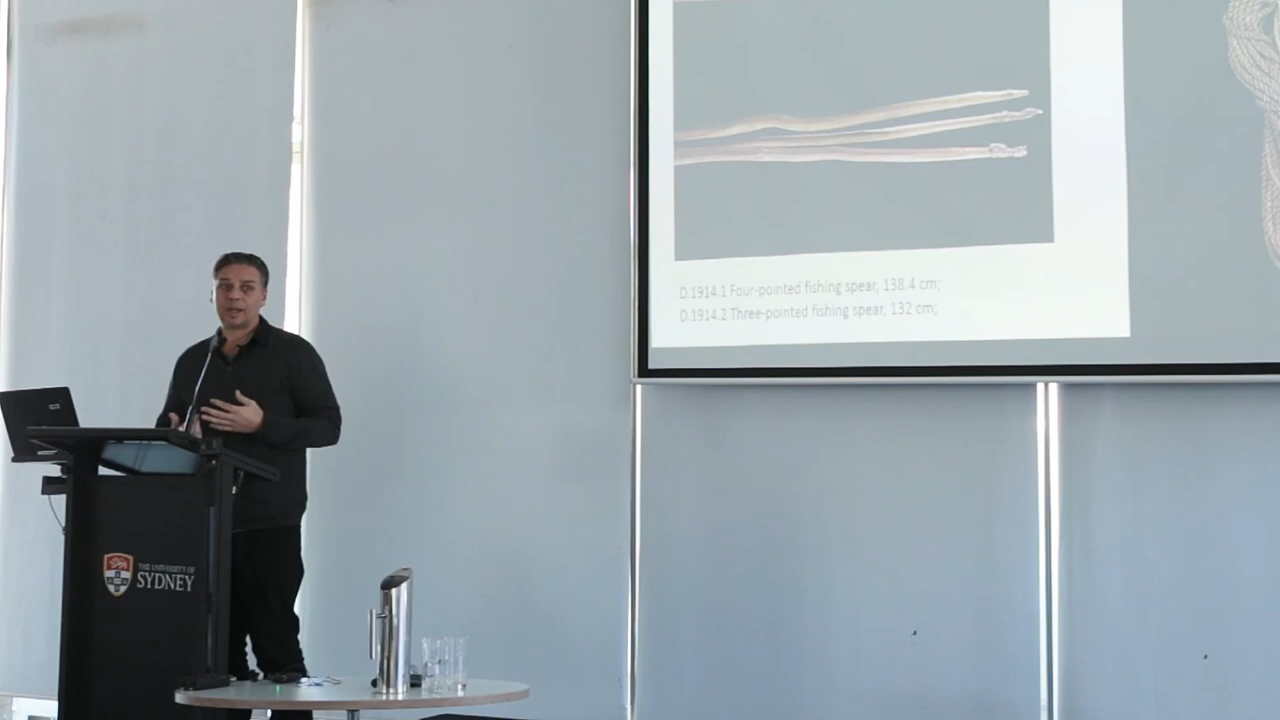 D.1914.1 Four-pointed fishing spear, 138.4 cm;
D.1914.2 Three-pointed fishing spear, 132 cm;
THE UNIVERSITY OF
SYDNEY